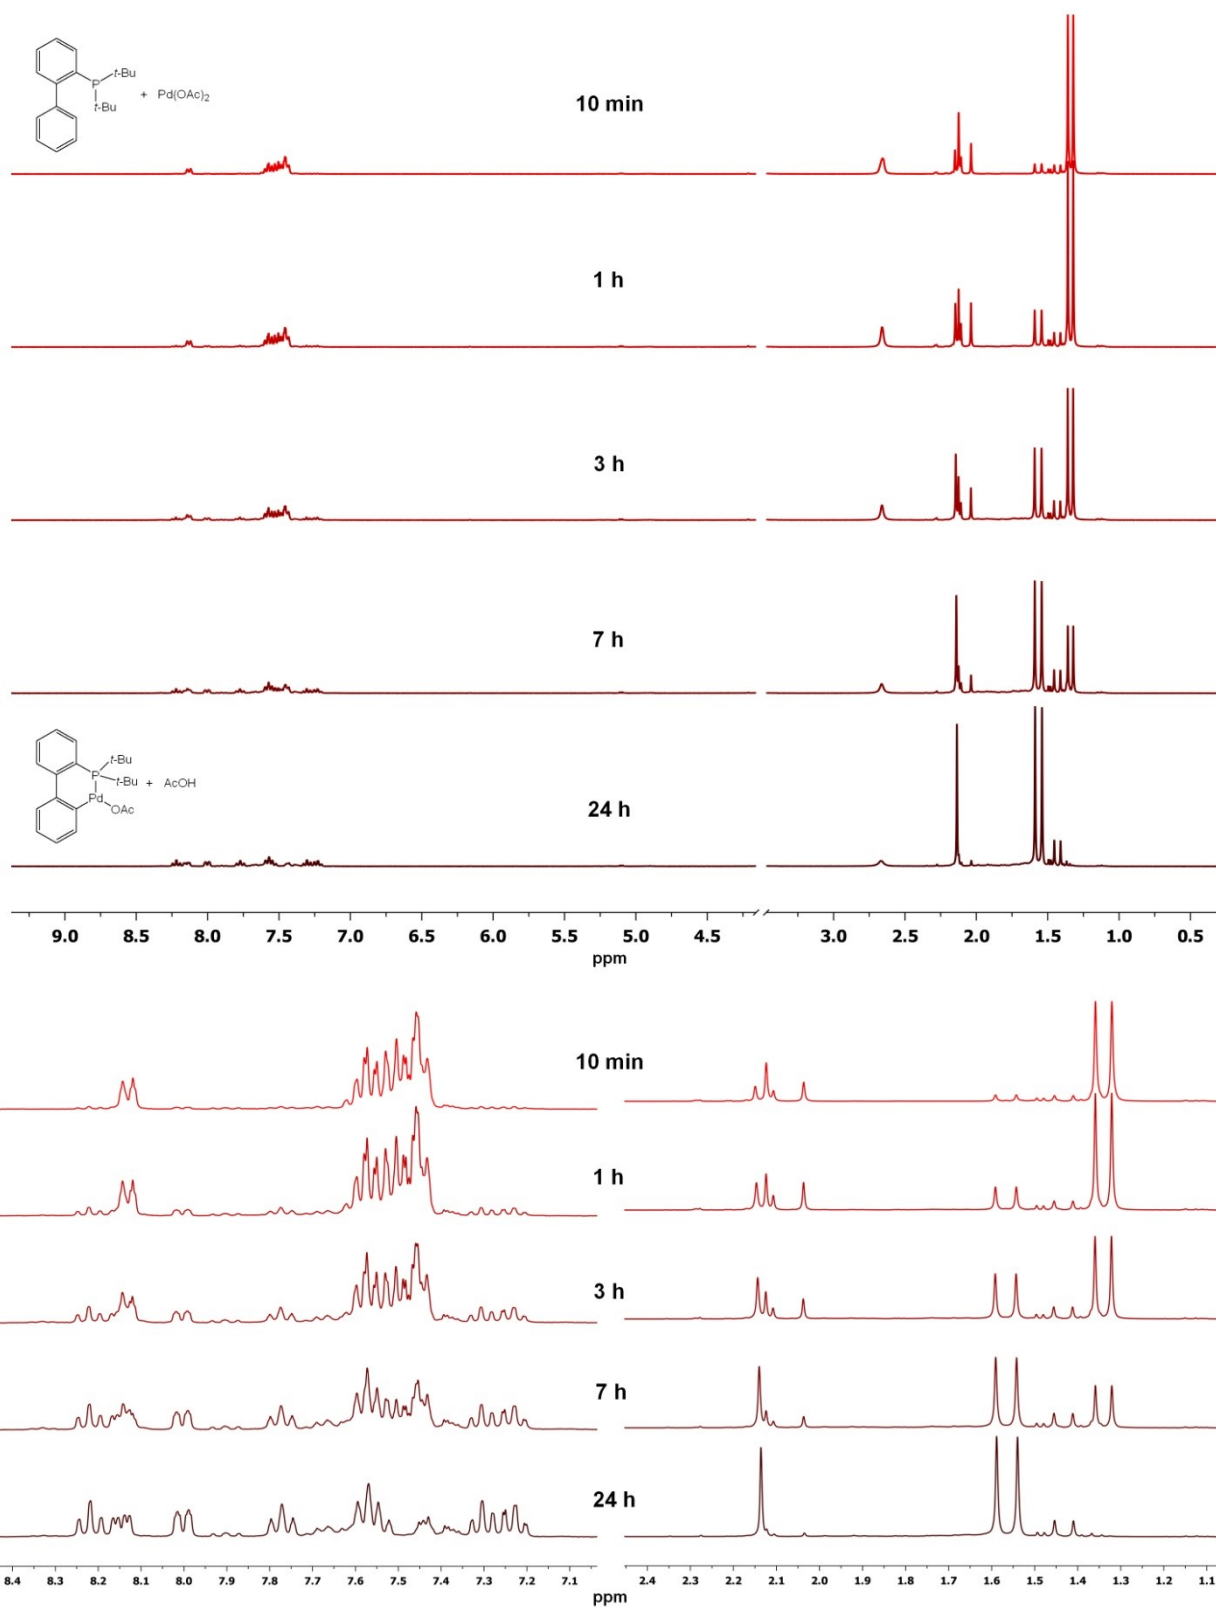 t-Bu
P
t-Bu
+ Pd(OAc)2
10 min
1 h
3 h
7 h
t-Bu
P
t-Bu + AcOH
Pd
OAc
24 h
9.0 8.5 8.0 7.5 7.0 6.5 6.0 5.5 5.0 4.5 3.0 2.5 2.0 1.5 1.0 0.5
ppm
10 min
1 h
3 h
7 h
24 h
8.4 8.3 8.2 8.1 8.0 7.9 7.8 7.7 7.6 7.5 7.4 7.3 7.2 7.1 2.4 2.3 2.2 2.1 2.0 1.9 1.8 1.7 1.6 1.5 1.4 1.3 1.2 1.1
ppm